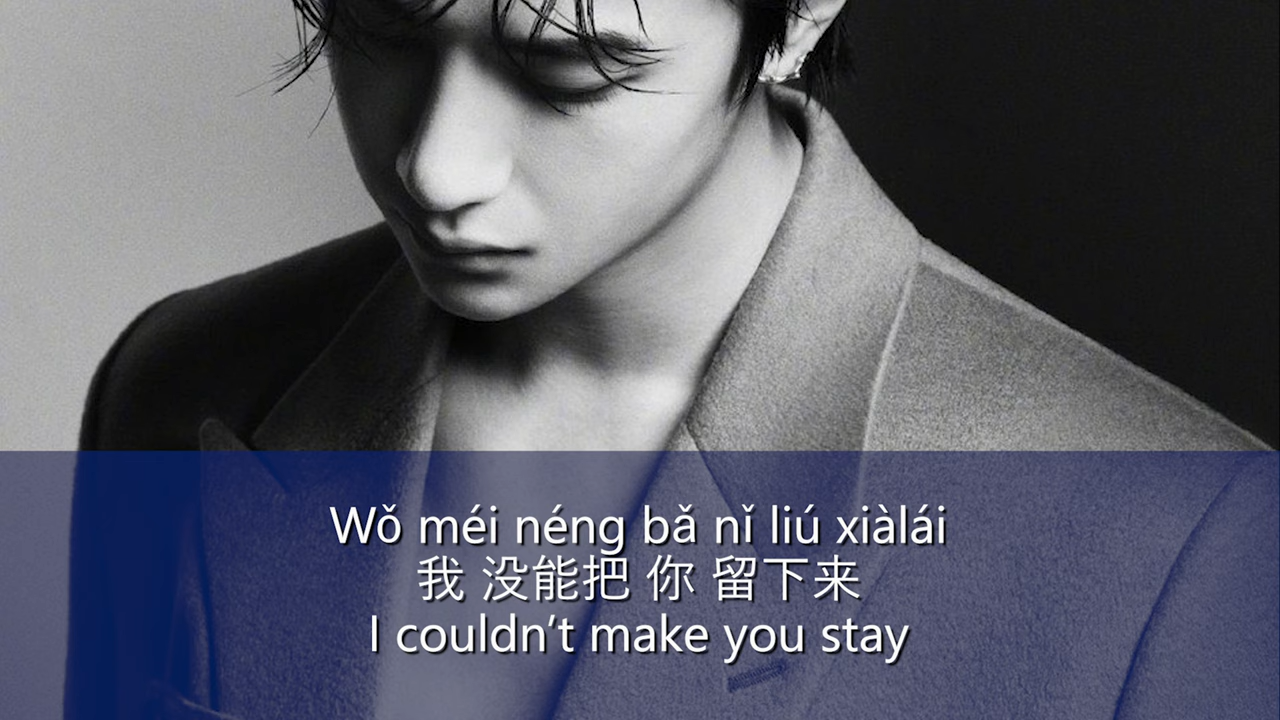 Wǒ méi néng bǎ nǐ liú xiàlái
我 没能把 你 留下来
I couldn't make you stay